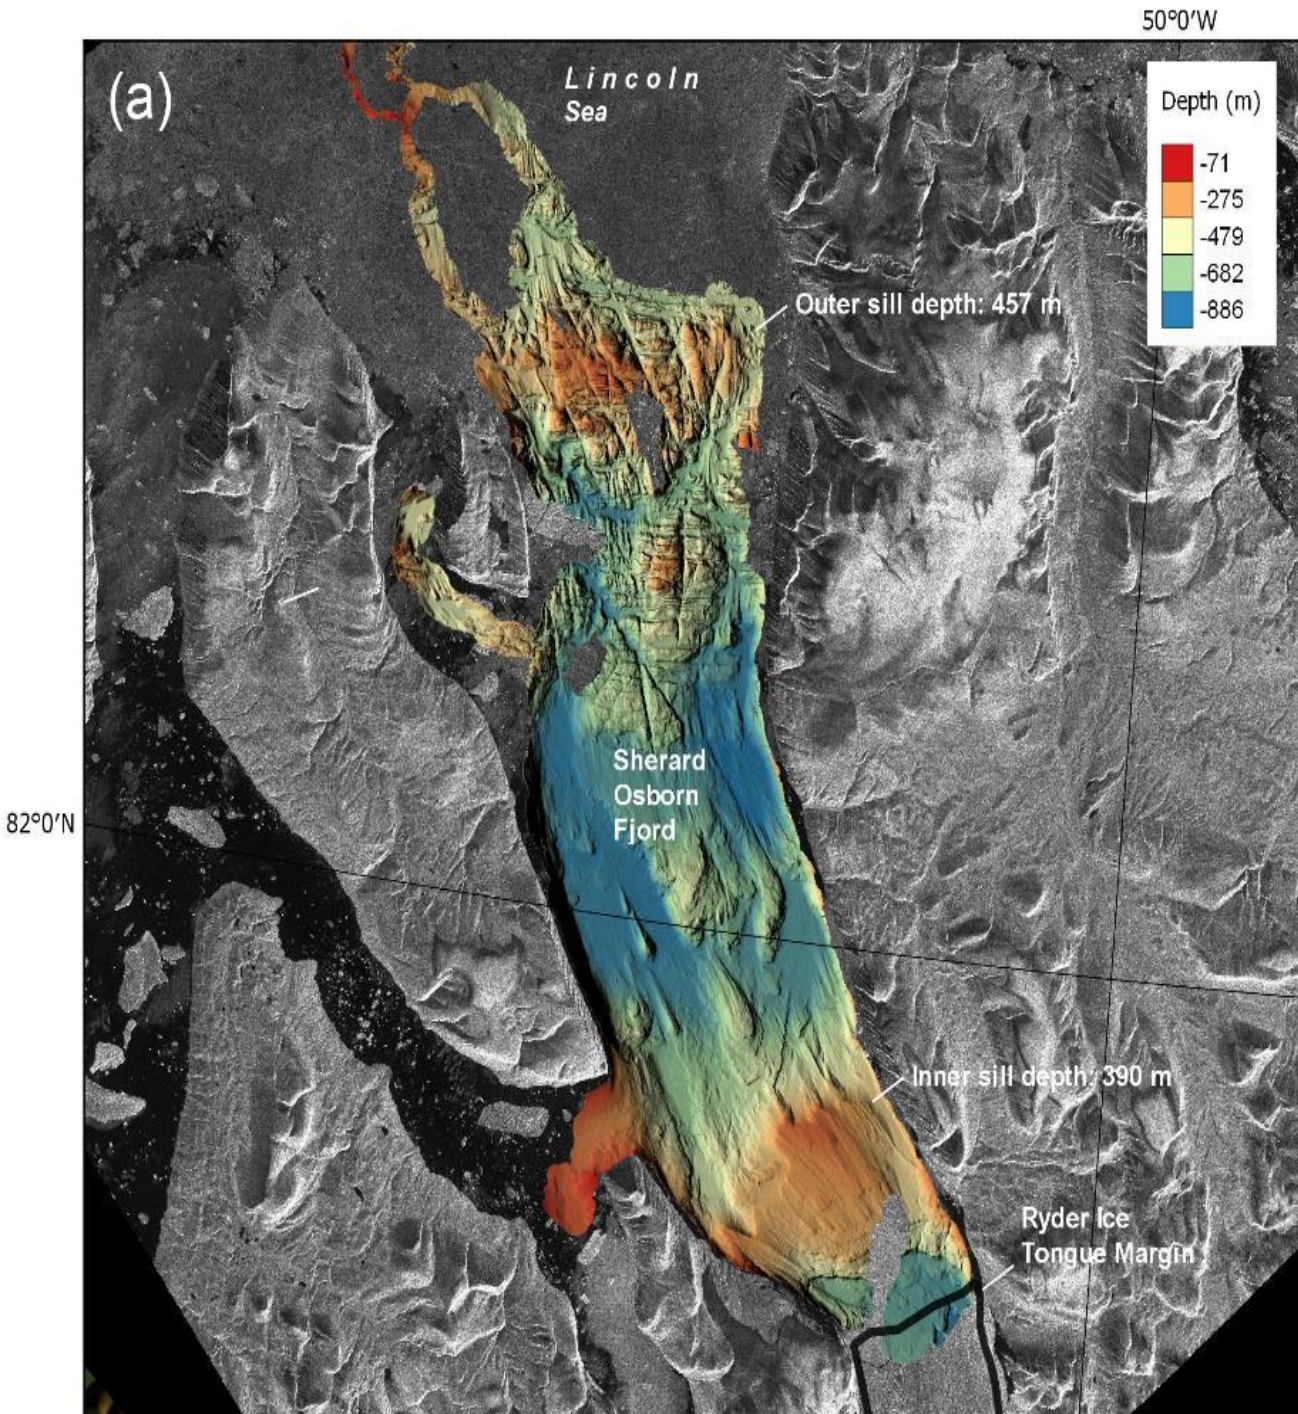 50°0'W
(a)
Lincoln
Sea
Depth (m)
-71
-275
-479
-682
-886
Outer sill depth: 457 m
Sherard
Osborn
Fjord
82°0'N
Inner sill depth: 390 m
Ryder Ice
Tongue Margin